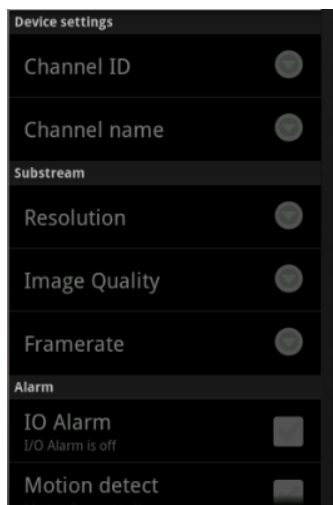 Device settings
Channel ID
Channel name
Substream
Resolution
Image Quality
Framerate
Alarm
IO Alarm
I/O Alarm is off
Motion detect